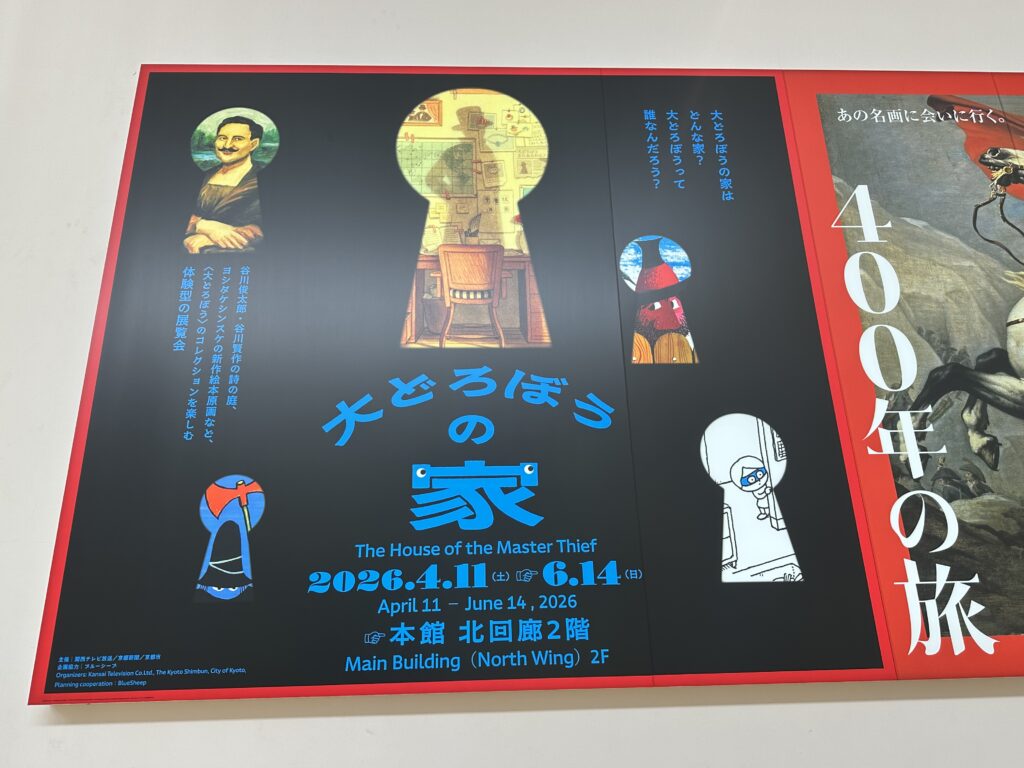 大どろぼうの家は
どんな家？
大どろぼうって
誰なんだろう？
谷川俊太郎・谷川賢作の詩の庭、
ヨシタケシンスケの新作絵本原画など、
〈大どろぼう〉のコレクションを楽しむ
体験型の展覧会
大どろぼう
の
家
The House of the Master Thief
2026.4.11(土) 6.14(日)
April 11 – June 14 , 2026
本館 北回廊2階
Main Building（North Wing）2F
主催：関西テレビ放送／京都新聞／京都市
企画協力：ブルーシープ
Organizers: Kansai Television Co.Ltd., The Kyoto Shimbun, City of Kyoto,
Planning cooperation : BlueSheep
あの名画に会いに行く。
400年の旅